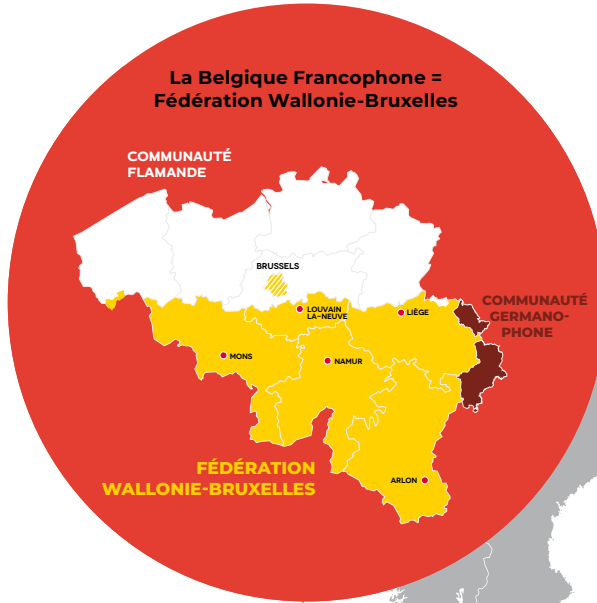 La Belgique Francophone =
Fédération Wallonie-Bruxelles
COMMUNAUTÉ
FLAMANDE
BRUSSELS
LOUVAIN
LA-NEUVE
LIÈGE
COMMUNAUTÉ
GERMANO-
PHONE
MONS
NAMUR
FÉDÉRATION
WALLONIE-BRUXELLES
ARLON